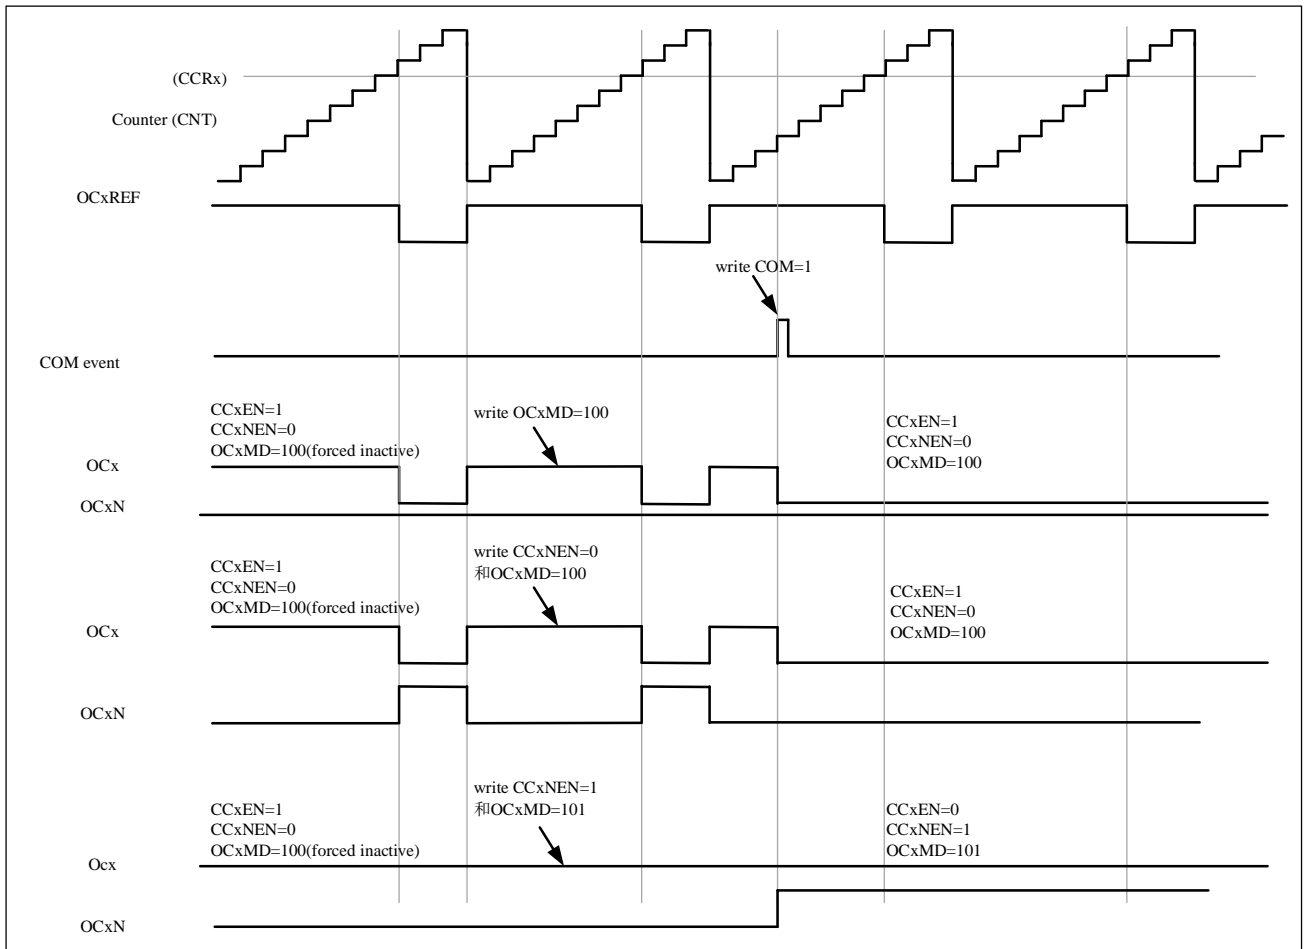 (CCRx)
Counter (CNT)
OCxREF
write COM=1
COM event
CCxEN=1
CCxNEN=0
OCxMD=100(forced inactive)
write OCxMD=100
CCxEN=1
CCxNEN=0
OCxMD=100
OCx
OCxN
CCxEN=1
CCxNEN=0
OCxMD=100(forced inactive)
write CCxNEN=0
和OCxMD=100
CCxEN=1
CCxNEN=0
OCxMD=100
OCx
OCxN
CCxEN=1
CCxNEN=0
OCxMD=100(forced inactive)
write CCxNEN=1
和OCxMD=101
CCxEN=0
CCxNEN=1
OCxMD=101
Ocx
OCxN